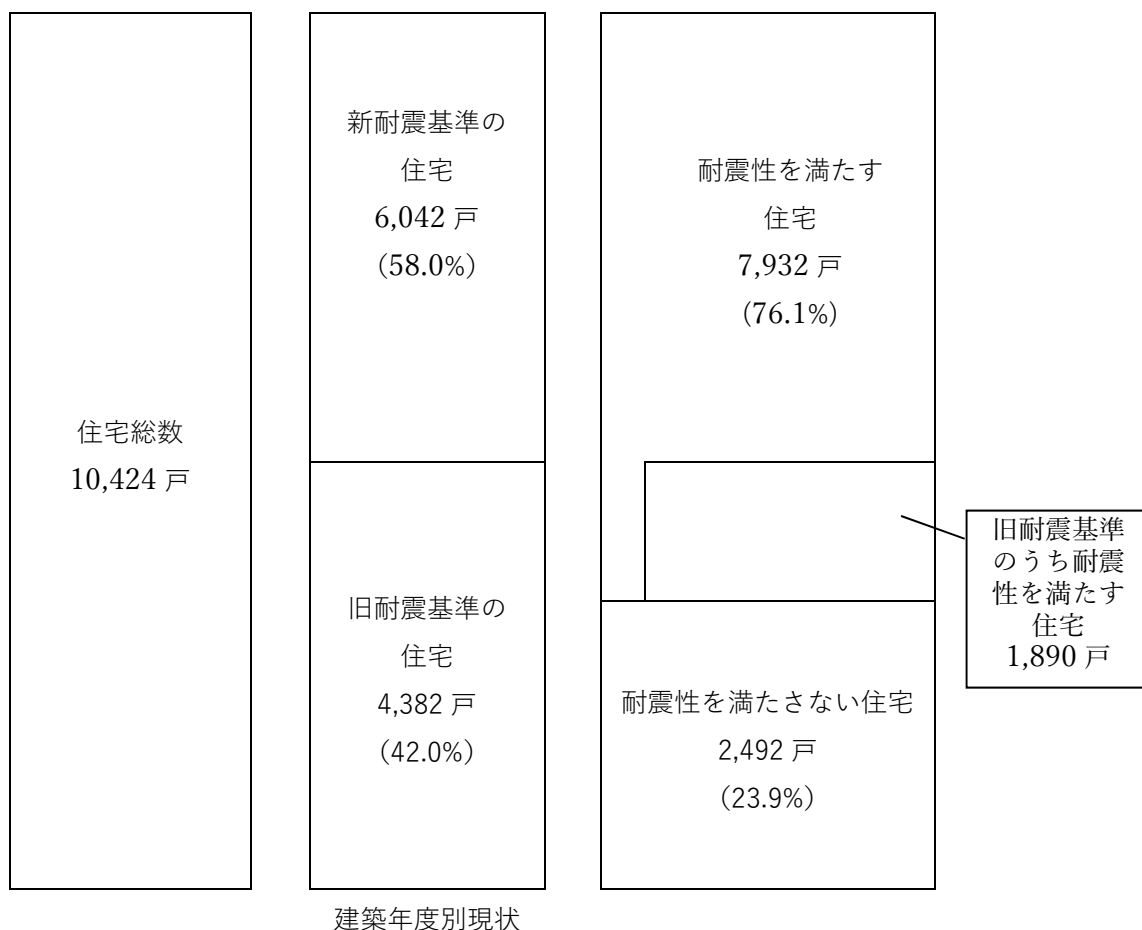 住宅総数
10,424 戸
新耐震基準の
住宅
6,042 戸
（58.0%）
旧耐震基準の
住宅
4,382 戸
（42.0%）
耐震性を満たす
住宅
7,932 戸
（76.1%）
旧耐震基準
のうち耐震
性を満たす
住宅
1,890 戸
耐震性を満たさない住宅
2,492 戸
（23.9%）
建築年度別現状